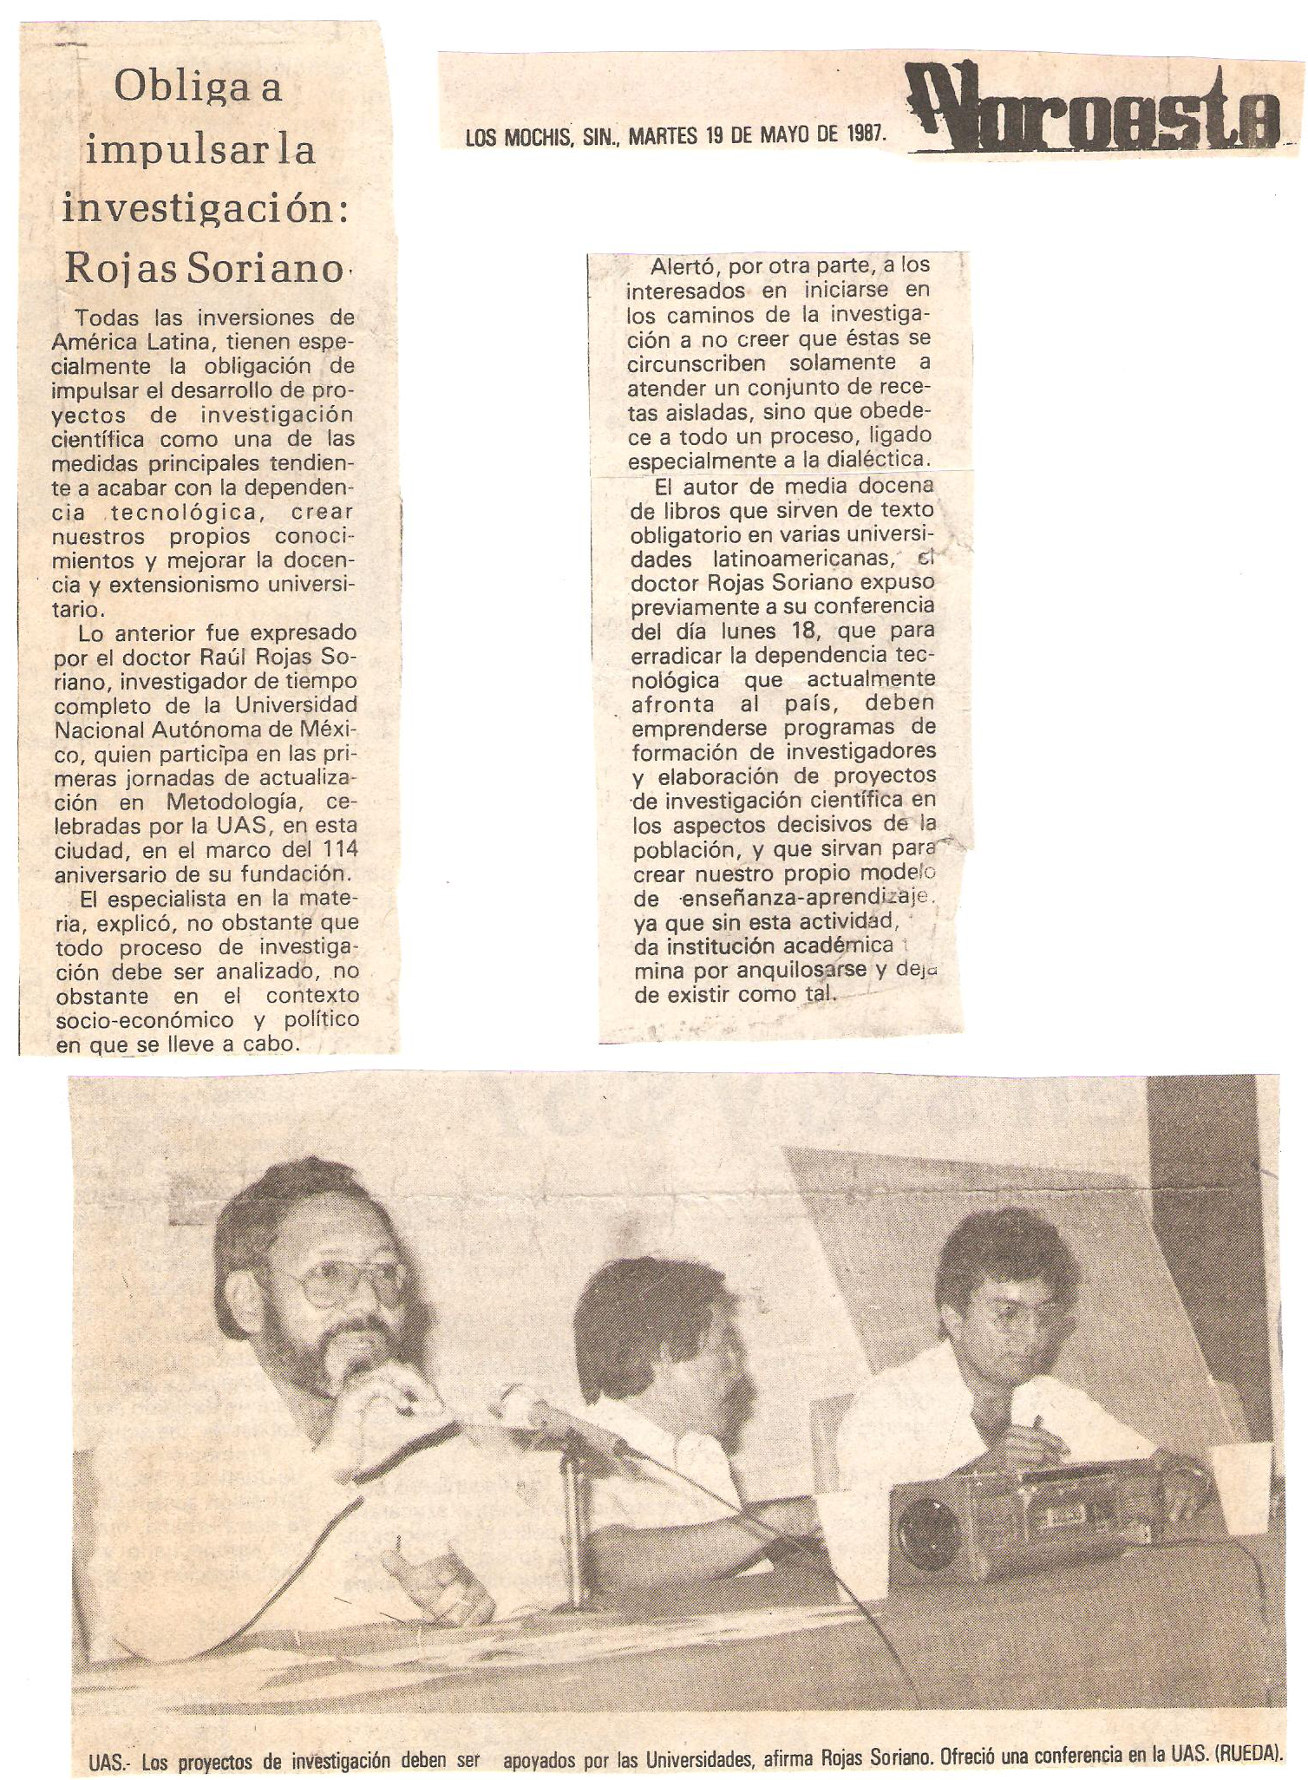 Obliga a
impulsar la
investigación:
Rojas Soriano
Todas las inversiones de
América Latina, tienen espe-
cialmente la obligación de
impulsar el desarrollo de pro-
yectos de investigación
científica como una de las
medidas principales tendien-
te a acabar con la dependen-
cia tecnológica, crear
nuestros propios conoci-
mientos y mejorar la docen-
cia y extensionismo universi-
tario.
Lo anterior fue expresado
por el doctor Raúl Rojas So-
riano, investigador de tiempo
completo de la Universidad
Nacional Autónoma de Méxi-
co, quien participa en las pri-
meras jornadas de actualiza-
ción en Metodología, ce-
lebradas por la UAS, en esta
ciudad, en el marco del 114
aniversario de su fundación.
El especialista en la mate-
ria, explicó, no obstante que
todo proceso de investiga-
ción debe ser analizado, no
obstante en el contexto
socio-económico y político
en que se lleve a cabo.
LOS MOCHIS, SIN., MARTES 19 DE MAYO DE 1987.
Noroeste
Alertó, por otra parte, a los
interesados en iniciarse en
los caminos de la investiga-
ción a no creer que éstas se
circunscriben solamente a
atender un conjunto de rece-
tas aisladas, sino que obede-
ce a todo un proceso, ligado
especialmente a la dialéctica.
El autor de media docena
de libros que sirven de texto
obligatorio en varias universi-
dades latinoamericanas, el
doctor Rojas Soriano expuso
previamente a su conferencia
del día lunes 18, que para
erradicar la dependencia tec-
nológica que actualmente
afronta al país, deben
emprenderse programas de
formación de investigadores
y elaboración de proyectos
de investigación científica en
los aspectos decisivos de la
población, y que sirvan para
crear nuestro propio modelo
de enseñanza-aprendizaje.
ya que sin esta actividad,
da institución académica
mina por anquilosarse y deja
de existir como tal.
UAS.- Los proyectos de investigación deben ser apoyados por las Universidades, afirma Rojas Soriano. Ofreció una conferencia en la UAS. (RUEDA).